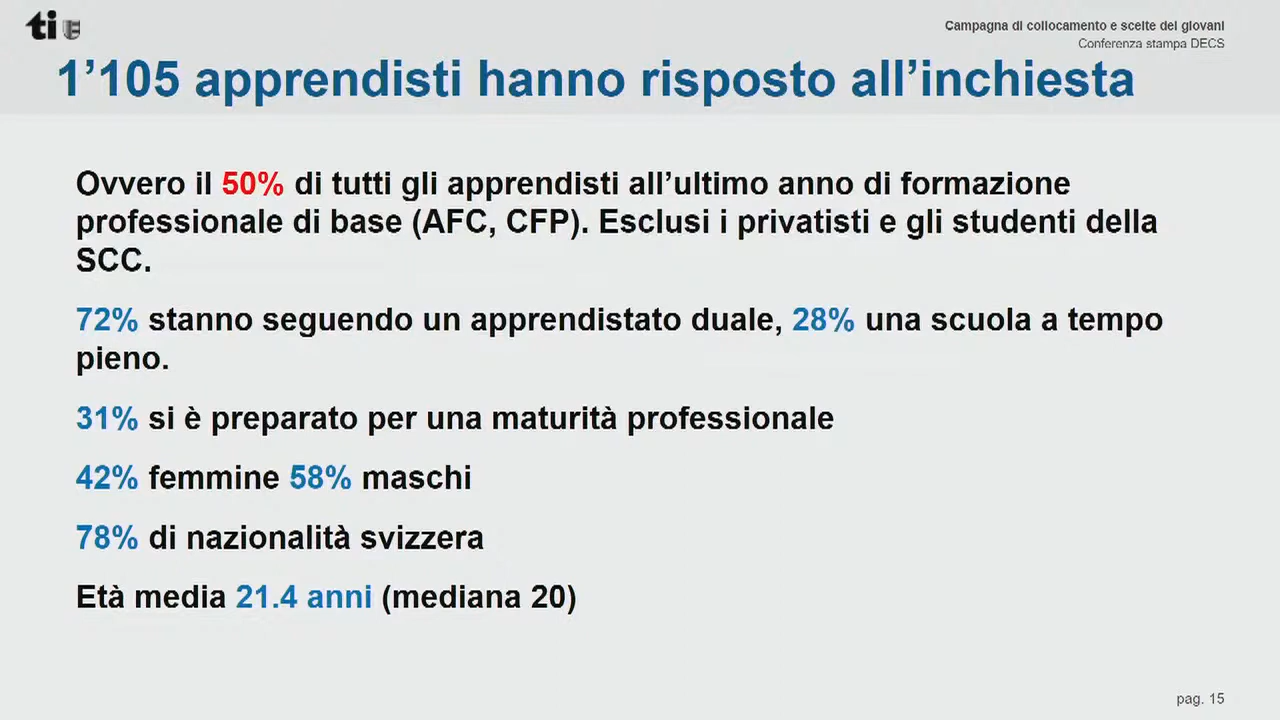 ti
Campagna di collocamento e scelte dei giovani
Conferenza stampa DECS
1’105 apprendisti hanno risposto all’inchiesta
Ovvero il 50% di tutti gli apprendisti all’ultimo anno di formazione
professionale di base (AFC, CFP). Esclusi i privatisti e gli studenti della
SCC.
72% stanno seguendo un apprendistato duale, 28% una scuola a tempo
pieno.
31% si è preparato per una maturità professionale
42% femmine 58% maschi
78% di nazionalità svizzera
Età media 21.4 anni (mediana 20)
pag. 15